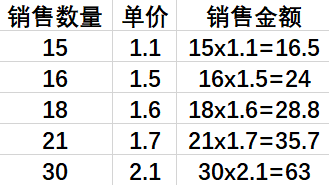 销售数量 单价 销售金额
15 1.1 15x1.1=16.5
16 1.5 16x1.5=24
18 1.6 18x1.6=28.8
21 1.7 21x1.7=35.7
30 2.1 30x2.1=63